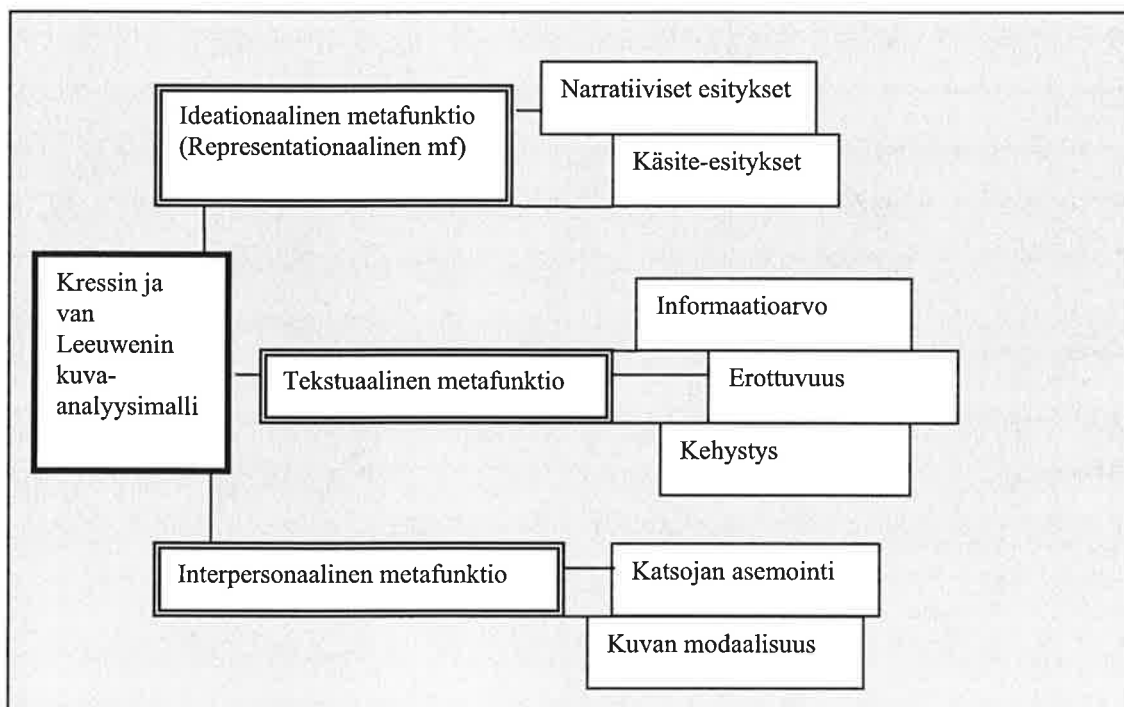 Kressin ja
van
Leeuwenin
kuva-
analyysimalli
Ideationaalinen metafunktio
(Representationaalinen mf)
Narratiiviset esitykset
Käsite-esitykset
Tekstuaalinen metafunktio
Informaatioarvo
Erottuvuus
Kehystys
Interpersonaalinen metafunktio
Katsojan asemointi
Kuvan modaalisuus